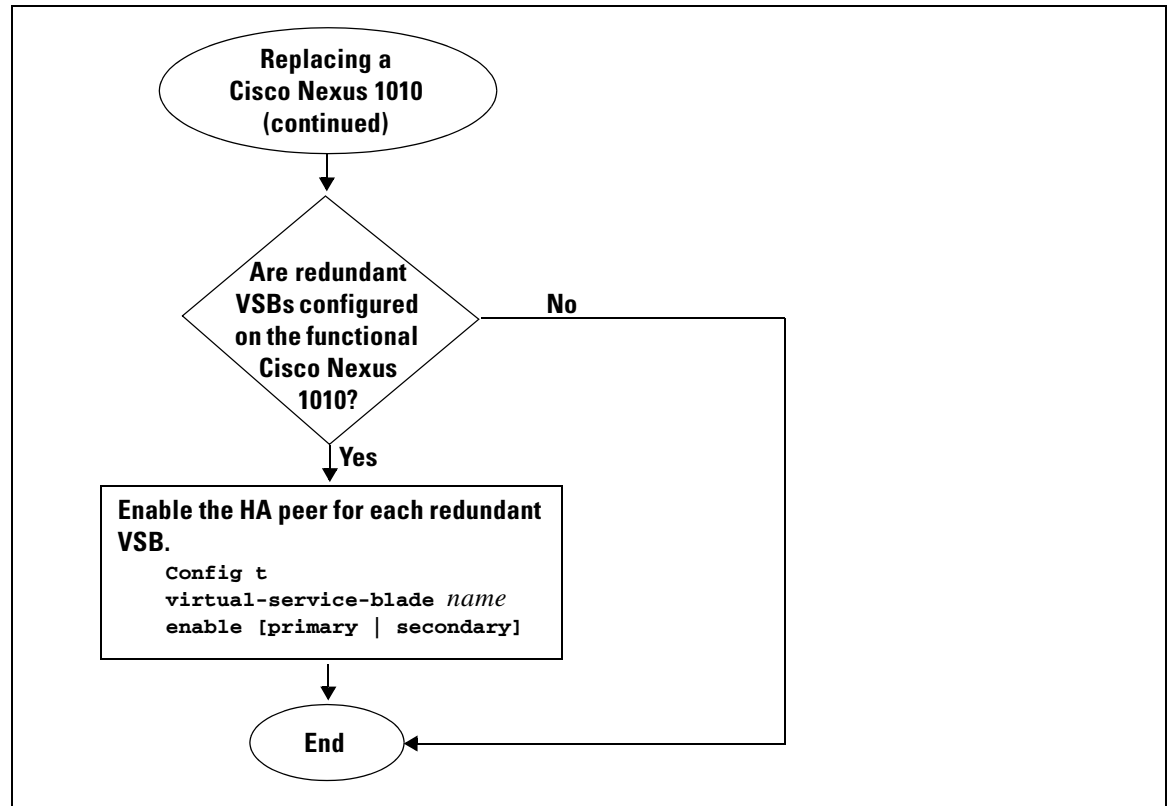 Replacing a
Cisco Nexus 1010
(continued)
Are redundant
VSBs configured
on the functional
Cisco Nexus
1010?
No
Yes
Enable the HA peer for each redundant
VSB.
Config t
virtual-service-blade name
enable [primary | secondary]
End